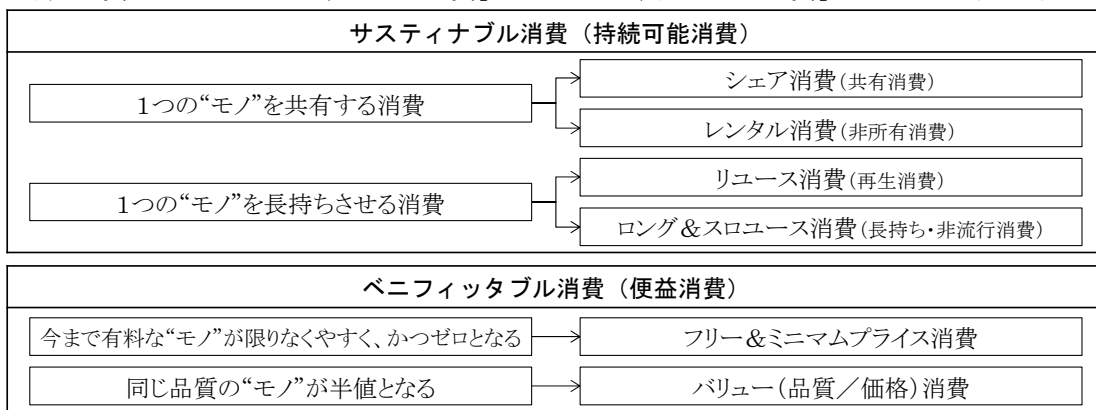 サスティナブル消費（持続可能消費）
1つの“モノ”を共有する消費
シェア消費（共有消費）
レンタル消費（非所有消費）
1つの“モノ”を長持ちさせる消費
リユース消費（再生消費）
ロング＆スロユース消費（長持ち・非流行消費）
ベニフィッタブル消費（便益消費）
今まで有料な“モノ”が限りなくやすく、かつゼロとなる
フリー＆ミニマムプライス消費
同じ品質の“モノ”が半値となる
バリュー（品質／価格）消費